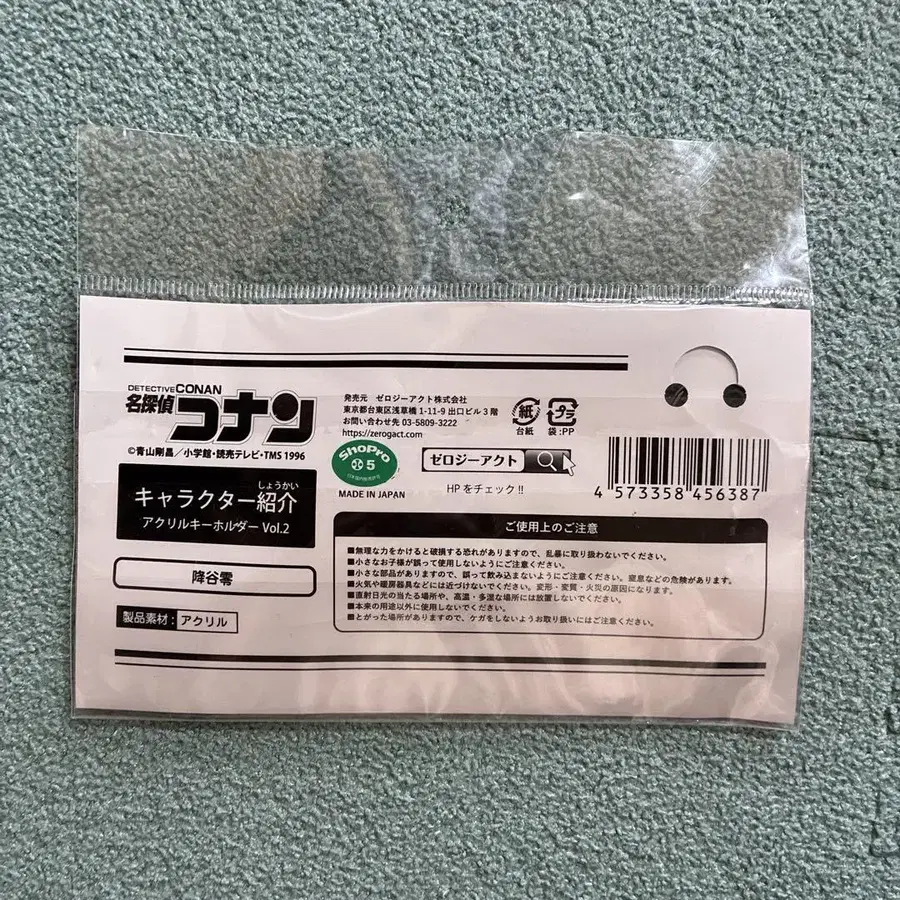 DETECTIVE CONAN
名探偵
コナン
©青山剛昌／小学館・読売テレビ・TMS 1996
しょうかい
キャラクター紹介
アクリルキーホルダー Vol.2
降谷零
製品素材：アクリル
発売元 ゼロジーアクト株式会社
東京都台東区浅草橋 1-11-9 出口ビル 3 階
お問い合わせ先 03-5809-3222
https://zerogact.com
紙
台紙
プラ
袋:PP
ShoPro
5
MADE IN JAPAN
ゼロジーアクト
HP をチェック !!
4 573358 456387
ご使用上のご注意
■無理な力をかけると破損する恐れがありますので、乱暴に取り扱わないでください。
■小さなお子様が誤って使用しないようにご注意ください。
■小さな部品がありますので、誤って飲み込まないようにご注意ください。窒息などの危険があります。
■火気や暖房器具などには近づけないでください。変形・変質・火災の原因になります。
■直射日光の当たる場所や、高温・多湿な場所には放置しないでください。
■本来の用途以外に使用しないでください。
■とがった場所がありますので、ケガをしないようお取り扱いにはご注意ください。